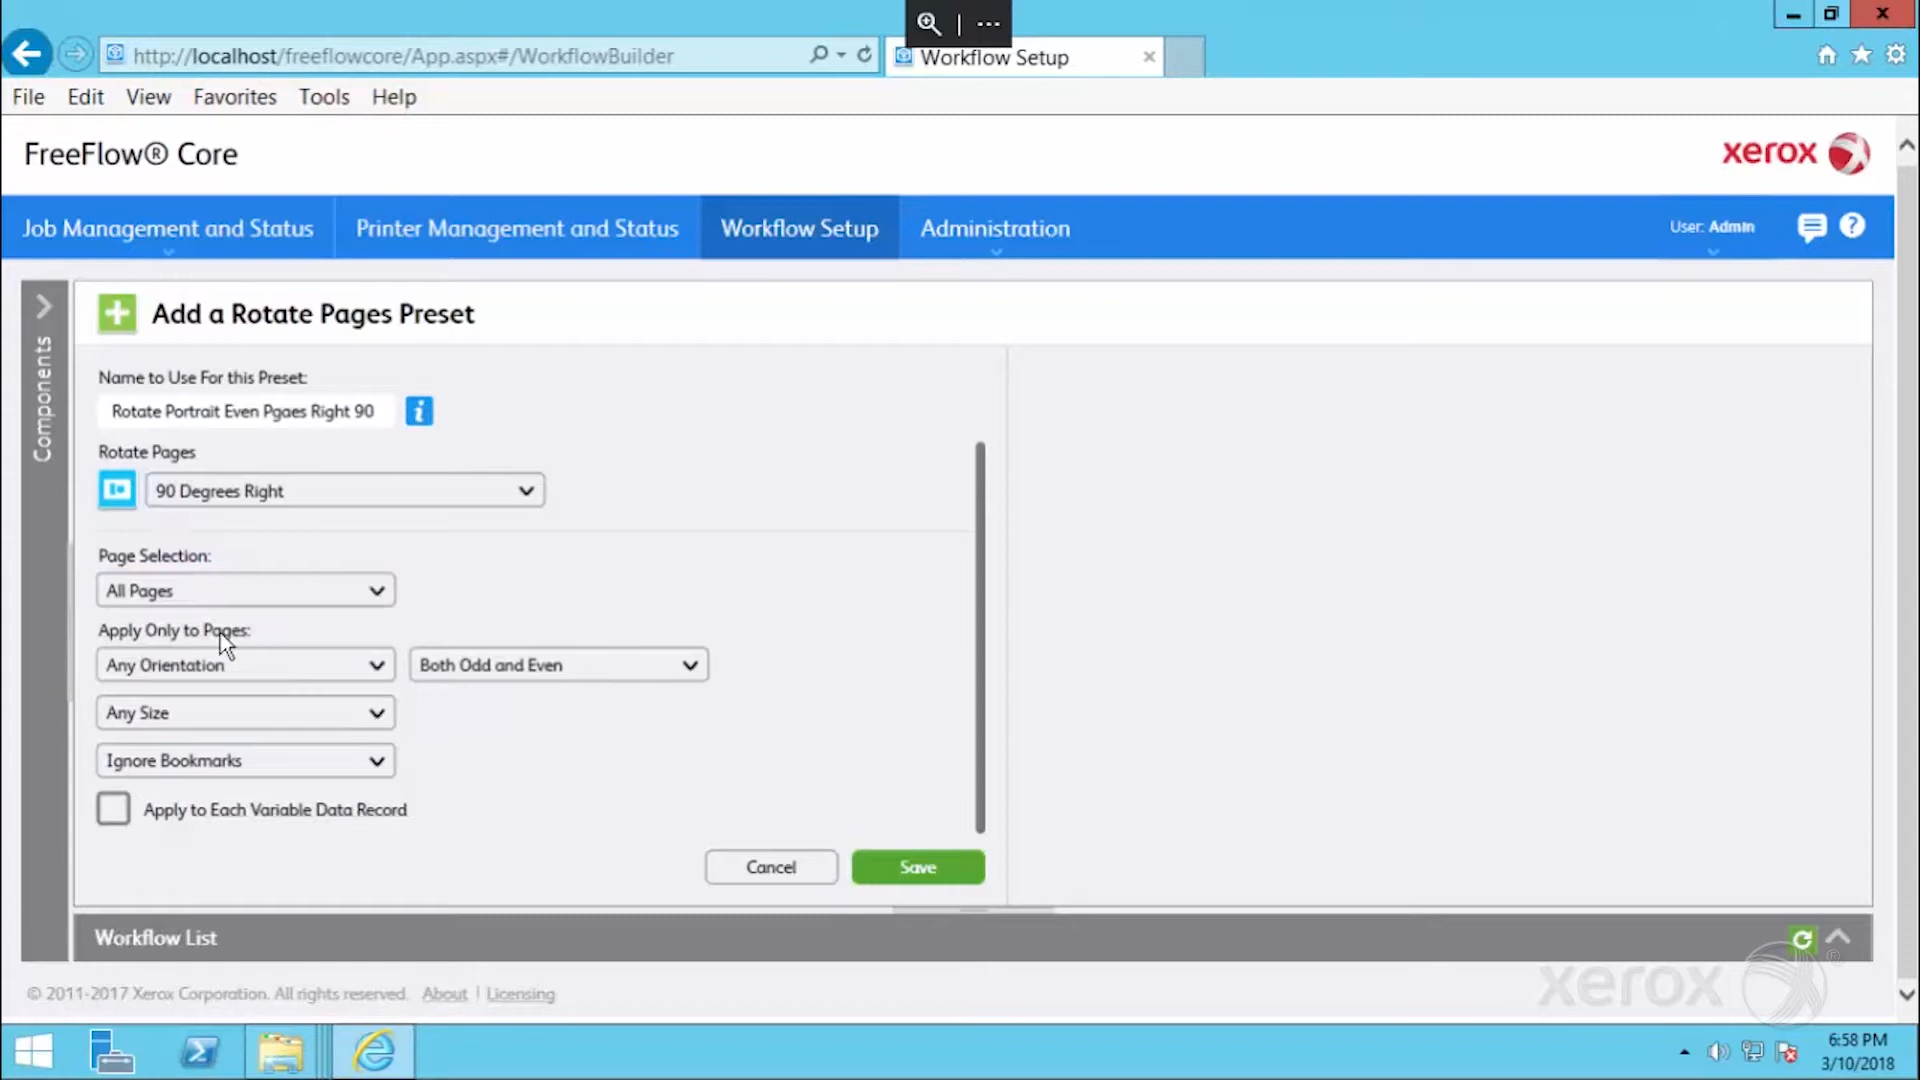 http://localhost/freeflowcore/App.aspx#/WorkflowBuilder
Workflow Setup
File Edit View Favorites Tools Help
FreeFlow® Core
xerox
Job Management and Status
Printer Management and Status
Workflow Setup
Administration
User: Admin
Components
Add a Rotate Pages Preset
Name to Use For this Preset:
Rotate Portrait Even Pgaes Right 90
Rotate Pages
90 Degrees Right
Page Selection:
All Pages
Apply Only to Pages:
Any Orientation
Both Odd and Even
Any Size
Ignore Bookmarks
Apply to Each Variable Data Record
Cancel
Save
Workflow List
xerox ®
© 2011-2017 Xerox Corporation. All rights reserved. About | Licensing
6:58 PM
3/10/2018